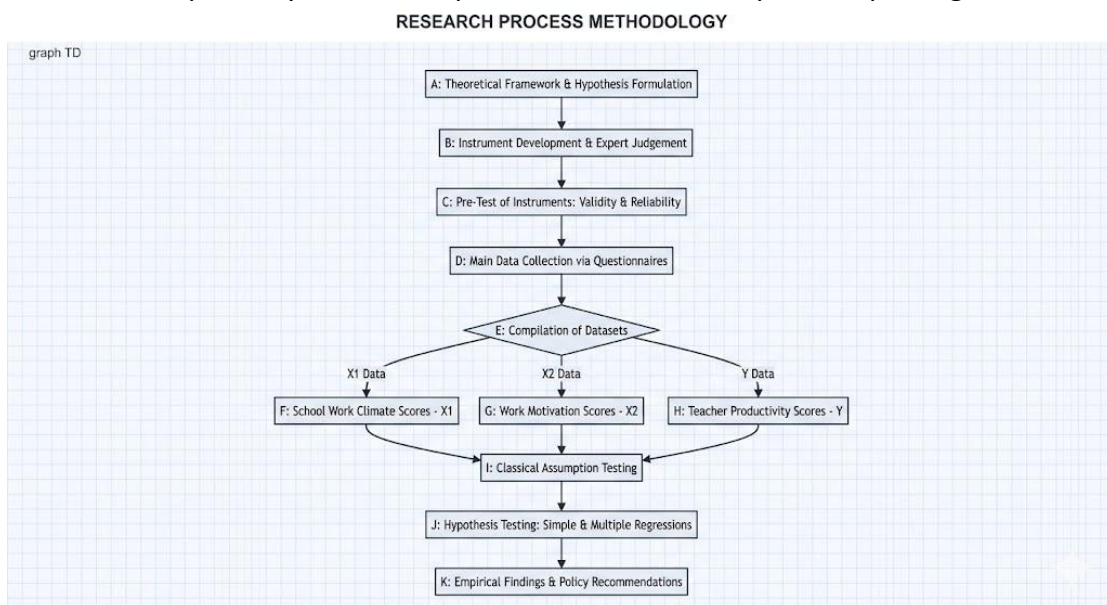 RESEARCH PROCESS METHODOLOGY
graph TD
A: Theoretical Framework & Hypothesis Formulation
B: Instrument Development & Expert Judgement
C: Pre-Test of Instruments: Validity & Reliability
D: Main Data Collection via Questionnaires
E: Compilation of Datasets
X1 Data
X2 Data
Y Data
F: School Work Climate Scores - X1
G: Work Motivation Scores - X2
H: Teacher Productivity Scores - Y
I: Classical Assumption Testing
J: Hypothesis Testing: Simple & Multiple Regressions
K: Empirical Findings & Policy Recommendations